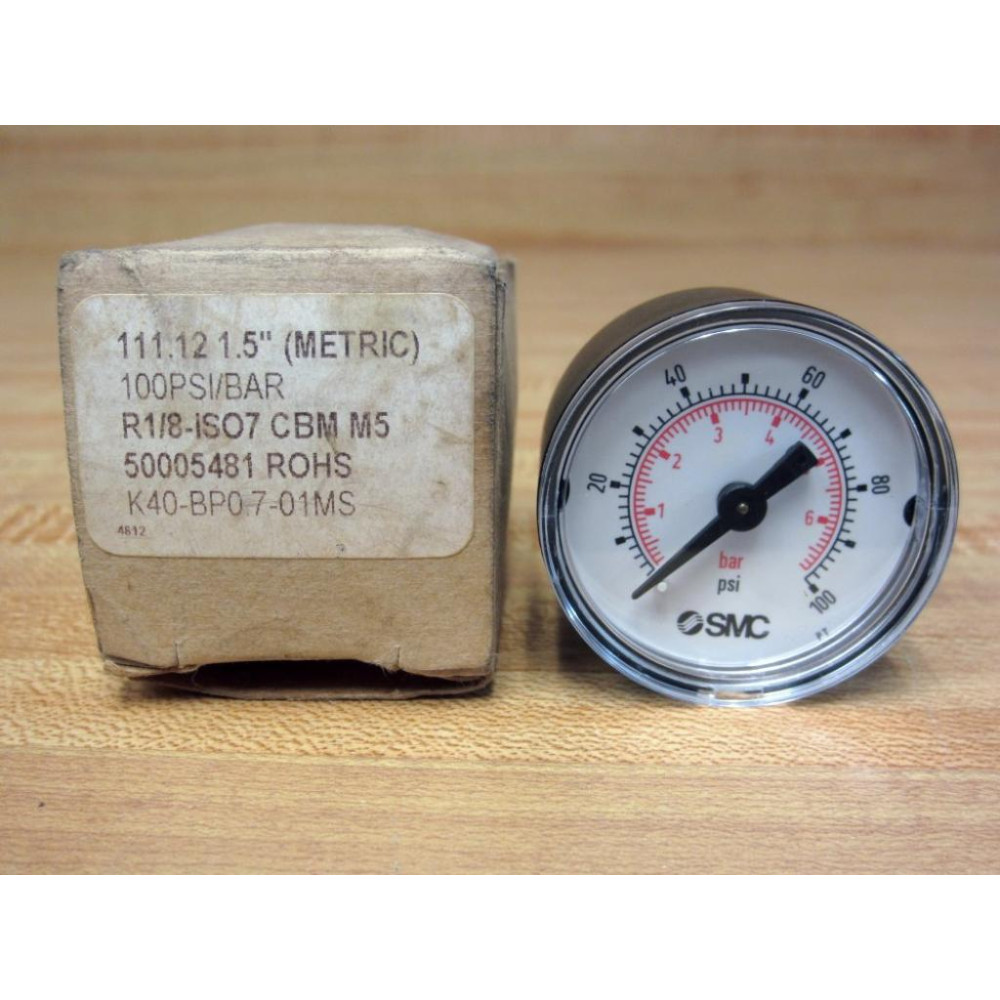 111.12 1.5" (METRIC)
100PSI/BAR
R1/8-ISO7 CBM M5
50005481 ROHS
K40-BP0.7-01MS
4812
40
60
20
80
3
4
2
1
6
bar
psi
100
SMC
PT